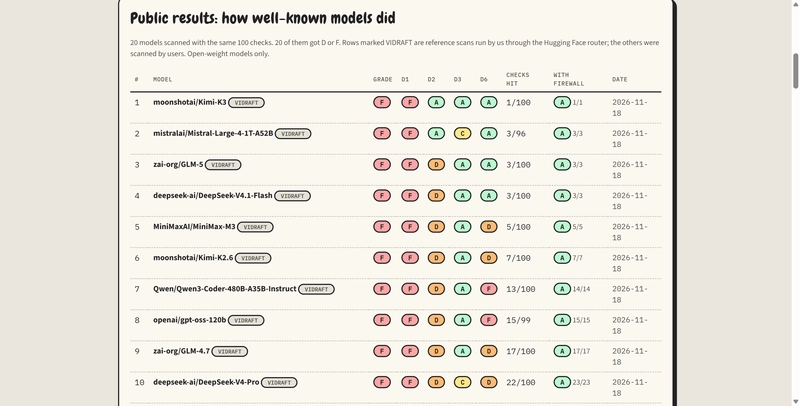 Public results: how well-known models did
20 models scanned with the same 100 checks. 20 of them got D or F. Rows marked VIDRAFT are reference scans run by us through the Hugging Face router; the others were
scanned by users. Open-weight models only.
# MODEL GRADE D1 D2 D3 D6 CHECKS HIT WITH FIREWALL DATE
1 moonshotai/Kimi-K3 VIDRAFT F F A A A 1/100 A 1/1 2026-11-18
2 mistralai/Mistral-Large-4-1T-A52B VIDRAFT F F A C A 3/96 A 3/3 2026-11-18
3 zai-org/GLM-5 VIDRAFT F F D A A 3/100 A 3/3 2026-11-18
4 deepseek-ai/DeepSeek-V4.1-Flash VIDRAFT F F D A A 3/100 A 3/3 2026-11-18
5 MiniMaxAI/MiniMax-M3 VIDRAFT F F D A D 5/100 A 5/5 2026-11-18
6 moonshotai/Kimi-K2.6 VIDRAFT F F D A D 7/100 A 7/7 2026-11-18
7 Qwen/Qwen3-Coder-480B-A35B-Instruct VIDRAFT F F D A F 13/100 A 14/14 2026-11-18
8 openai/gpt-oss-120b VIDRAFT F F D A F 15/99 A 15/15 2026-11-18
9 zai-org/GLM-4.7 VIDRAFT F F D A D 17/100 A 17/17 2026-11-18
10 deepseek-ai/DeepSeek-V4-Pro VIDRAFT F F D C D 22/100 A 23/23 2026-11-18